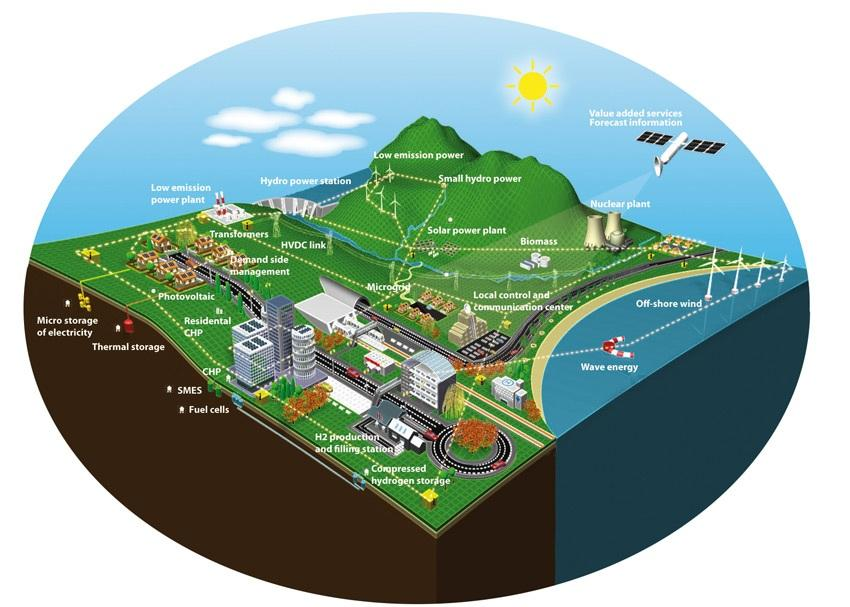 Value added services
Forecast information
Low emission power
Hydro power station
Small hydro power
Low emission
power plant
Nuclear plant
Transformers
HVDC link
Solar power plant
Biomass
Demand side
management
Microgrid
Photovoltaic
Local control and
communication center
Off-shore wind
Micro storage
of electricity
Residental
CHP
Thermal storage
Wave energy
CHP
SMES
Fuel cells
H2 production
and filling station
Compressed
hydrogen storage